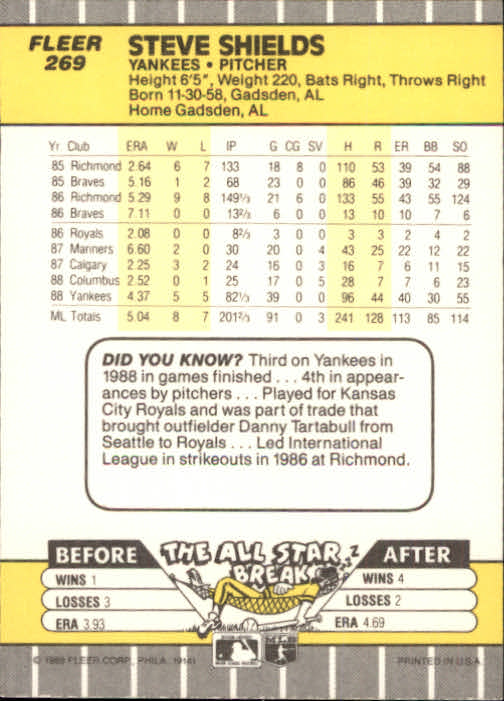 FLEER
269
STEVE SHIELDS
YANKEES • PITCHER
Height 6'5", Weight 220, Bats Right, Throws Right
Born 11-30-58, Gadsden, AL
Home Gadsden, AL
Yr Club ERA W L IP G CG SV H R ER BB SO
85 Richmond 2.64 6 7 133 18 8 0 110 53 39 54 88
85 Braves 5.16 1 2 68 23 0 0 86 46 39 32 29
86 Richmond 5.29 9 8 149⅓ 21 6 0 133 55 43 55 124
86 Braves 7.11 0 0 13⅔ 6 0 0 13 10 10 7 6
86 Royals 2.08 0 0 8⅔ 3 0 0 3 3 2 4 2
87 Mariners 6.60 2 0 30 20 0 4 43 25 22 12 22
87 Calgary 2.25 3 2 24 16 0 3 16 7 6 11 15
88 Columbus 2.52 0 1 25 17 0 5 28 7 7 6 23
88 Yankees 4.37 5 5 82⅓ 39 0 0 96 44 40 30 55
ML Totals 5.04 8 7 201⅔ 91 0 3 241 128 113 85 114
DID YOU KNOW? Third on Yankees in
1988 in games finished . . . 4th in appear-
ances by pitchers . . . Played for Kansas
City Royals and was part of trade that
brought outfielder Danny Tartabull from
Seattle to Royals . . . Led International
League in strikeouts in 1986 at Richmond.
BEFORE THE ALL STAR BREAK AFTER
WINS 1 WINS 4
LOSSES 3 LOSSES 2
ERA 3.93 ERA 4.69
© 1989 FLEER CORP., PHILA. 19141 PRINTED IN U.S.A.